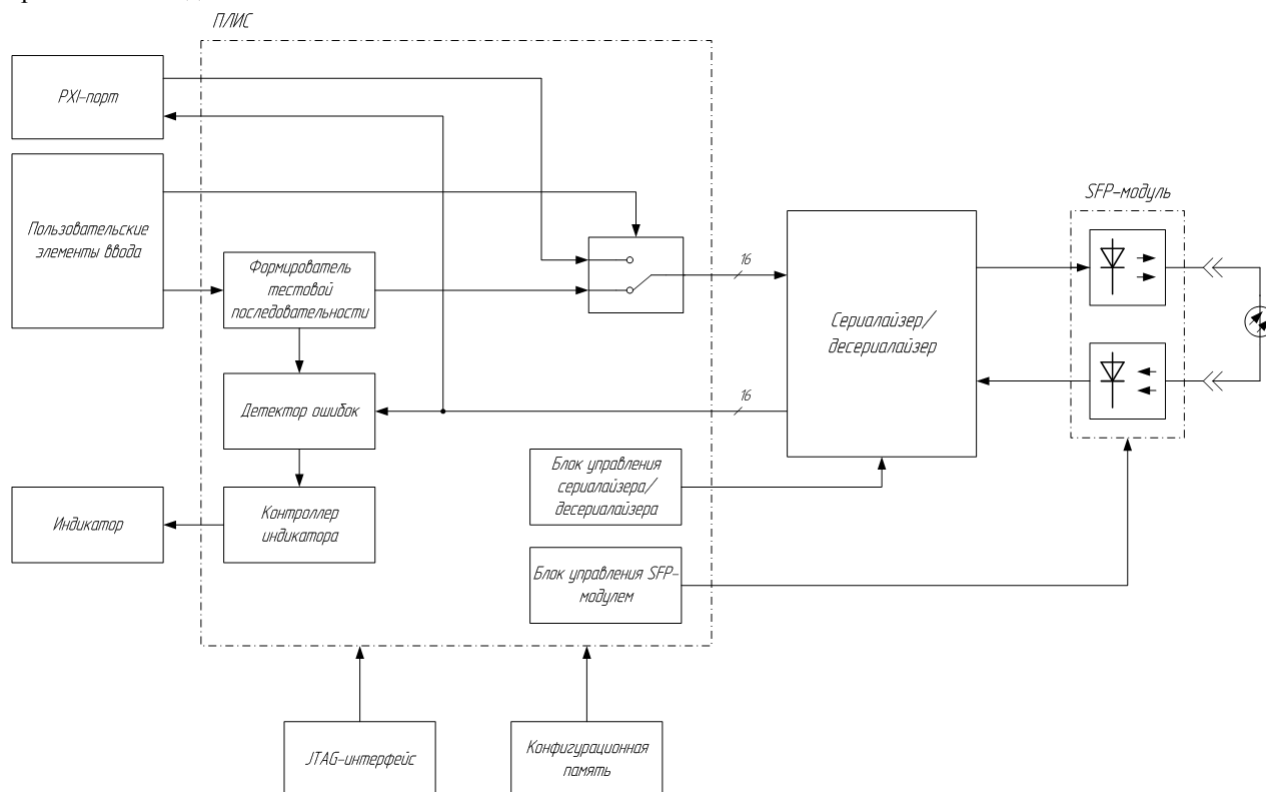 ПЛИС
PXI-порт
Пользовательские
элементы ввода
Формирователь
тестовой
последовательности
Детектор ошибок
Контроллер
индикатора
Индикатор
16
16
Сериалайзер/
десериалайзер
SFP-модуль
Блок управления
сериалайзера/
десериалайзера
Блок управления SFP-
модулем
JTAG-интерфейс
Конфигурационная
память